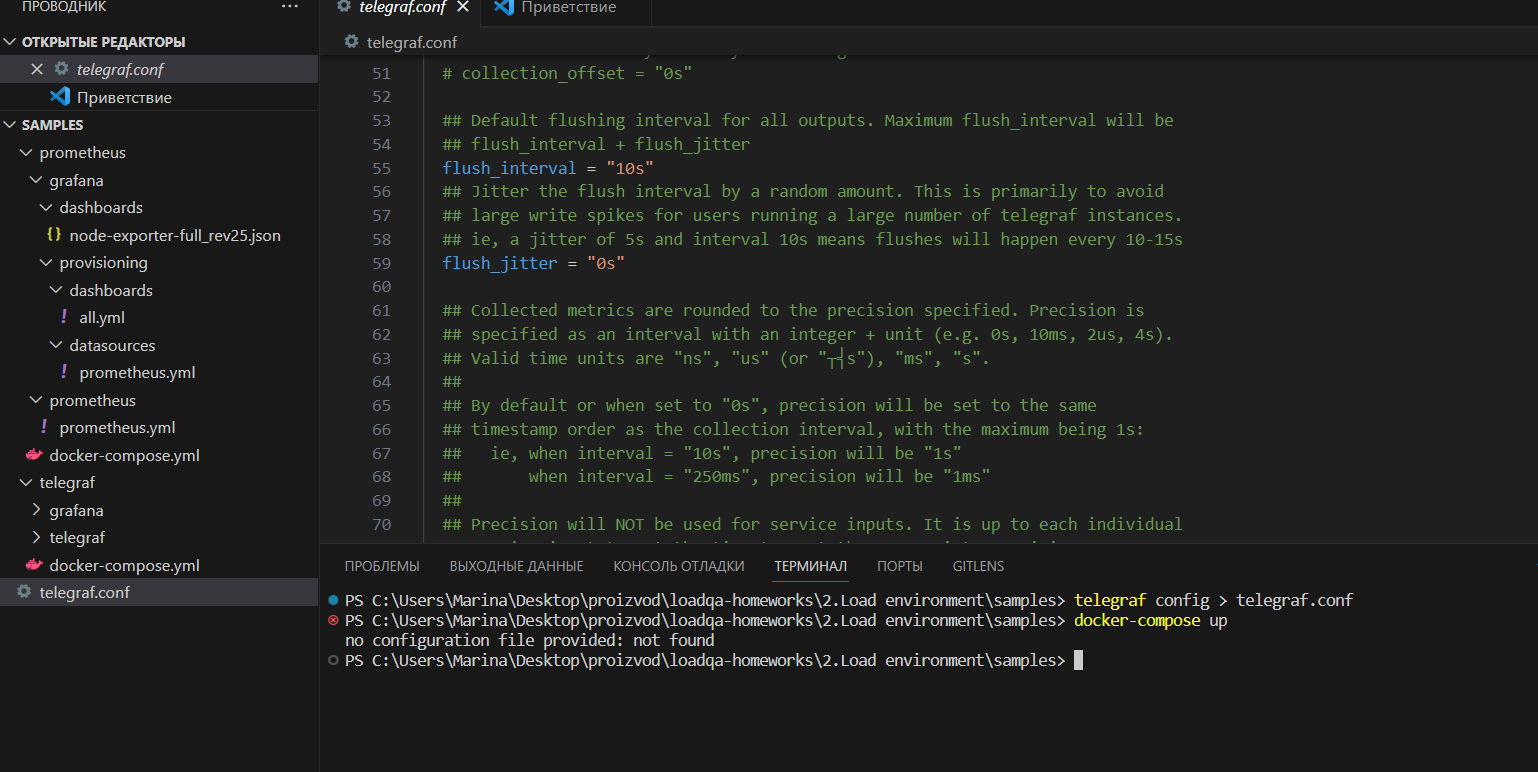 ПРОВОДНИК
ОТКРЫТЫЕ РЕДАКТОРЫ
telegraf.conf
Приветствие
SAMPLES
prometheus
grafana
dashboards
{} node-exporter-full_rev25.json
provisioning
dashboards
! all.yml
datasources
! prometheus.yml
prometheus
! prometheus.yml
docker-compose.yml
telegraf
grafana
telegraf
docker-compose.yml
telegraf.conf
telegraf.conf
Приветствие
telegraf.conf
51 # collection_offset = "0s"
52
53 ## Default flushing interval for all outputs. Maximum flush_interval will be
54 ## flush_interval + flush_jitter
55 flush_interval = "10s"
56 ## Jitter the flush interval by a random amount. This is primarily to avoid
57 ## large write spikes for users running a large number of telegraf instances.
58 ## ie, a jitter of 5s and interval 10s means flushes will happen every 10-15s
59 flush_jitter = "0s"
60
61 ## Collected metrics are rounded to the precision specified. Precision is
62 ## specified as an interval with an integer + unit (e.g. 0s, 10ms, 2us, 4s).
63 ## Valid time units are "ns", "us" (or "┬╡s"), "ms", "s".
64 ##
65 ## By default or when set to "0s", precision will be set to the same
66 ## timestamp order as the collection interval, with the maximum being 1s:
67 ##   ie, when interval = "10s", precision will be "1s"
68 ##       when interval = "250ms", precision will be "1ms"
69 ##
70 ## Precision will NOT be used for service inputs. It is up to each individual
ПРОБЛЕМЫ ВЫХОДНЫЕ ДАННЫЕ КОНСОЛЬ ОТЛАДКИ ТЕРМИНАЛ ПОРТЫ GITLENS
PS C:\Users\Marina\Desktop\proizvod\loadqa-homeworks\2.Load environment\samples> telegraf config > telegraf.conf
PS C:\Users\Marina\Desktop\proizvod\loadqa-homeworks\2.Load environment\samples> docker-compose up
no configuration file provided: not found
PS C:\Users\Marina\Desktop\proizvod\loadqa-homeworks\2.Load environment\samples>